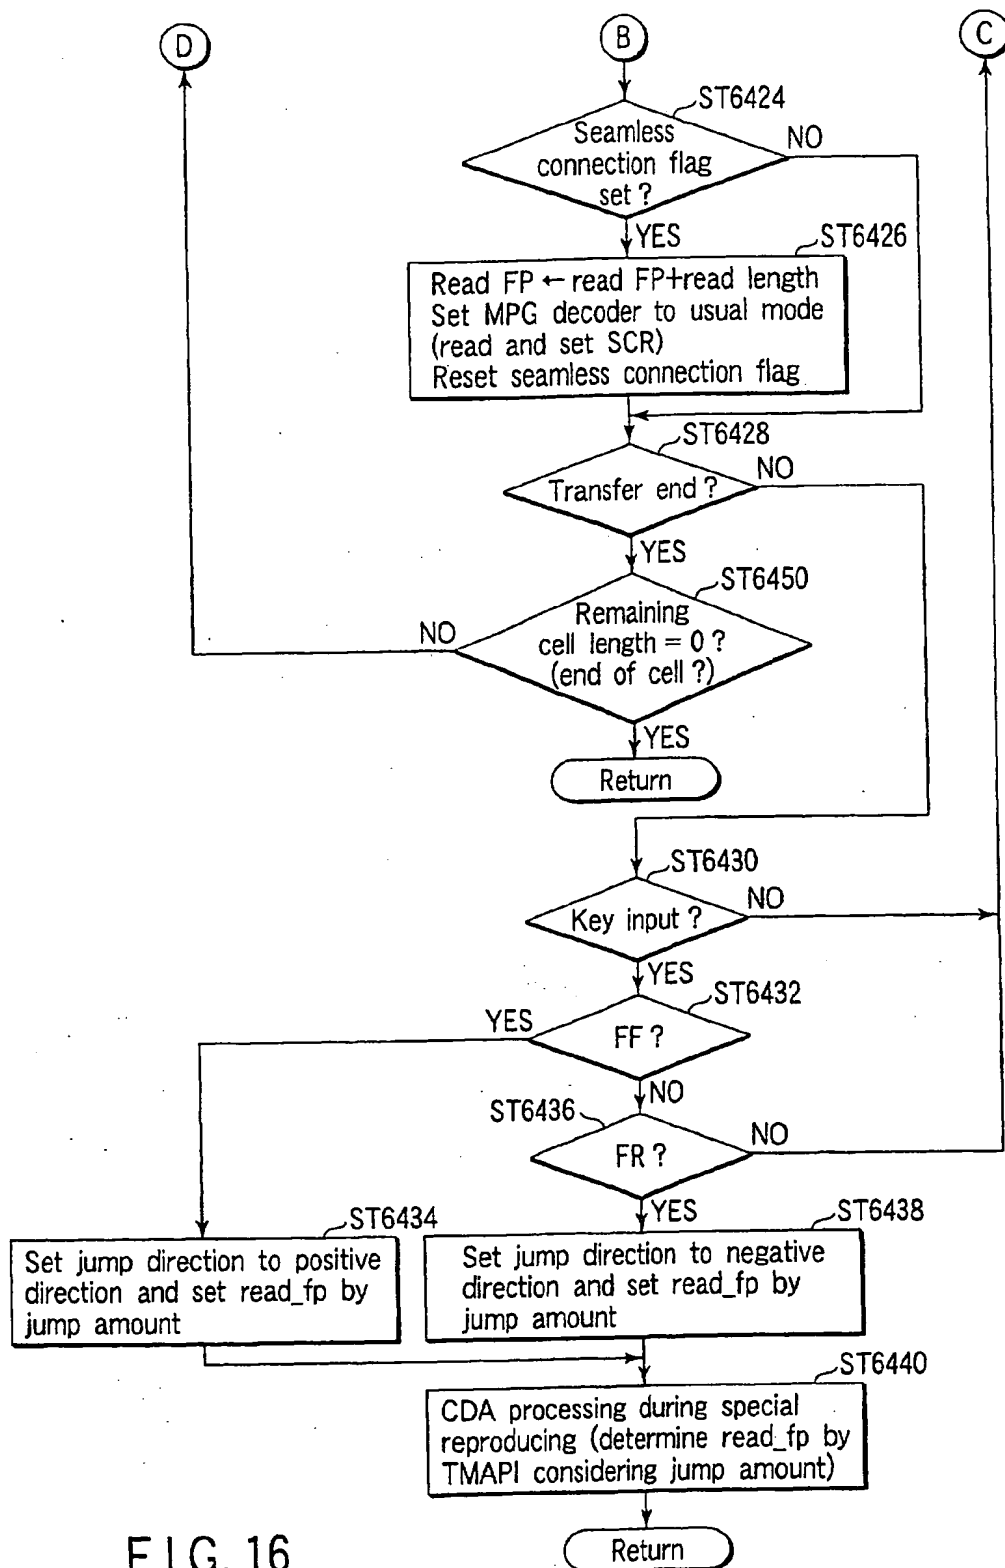 D
B
C
ST6424
Seamless
connection flag
set ?
NO
YES
ST6426
Read FP ← read FP+read length
Set MPG decoder to usual mode
(read and set SCR)
Reset seamless connection flag
ST6428
Transfer end ?
NO
YES
ST6450
Remaining
cell length = 0 ?
(end of cell ?)
NO
YES
Return
ST6430
Key input ?
NO
YES
ST6432
FF ?
YES
NO
ST6436
FR ?
NO
YES
ST6434
Set jump direction to positive
direction and set read_fp by
jump amount
ST6438
Set jump direction to negative
direction and set read_fp by
jump amount
ST6440
CDA processing during special
reproducing (determine read_fp by
TMAPI considering jump amount)
Return
FIG. 16